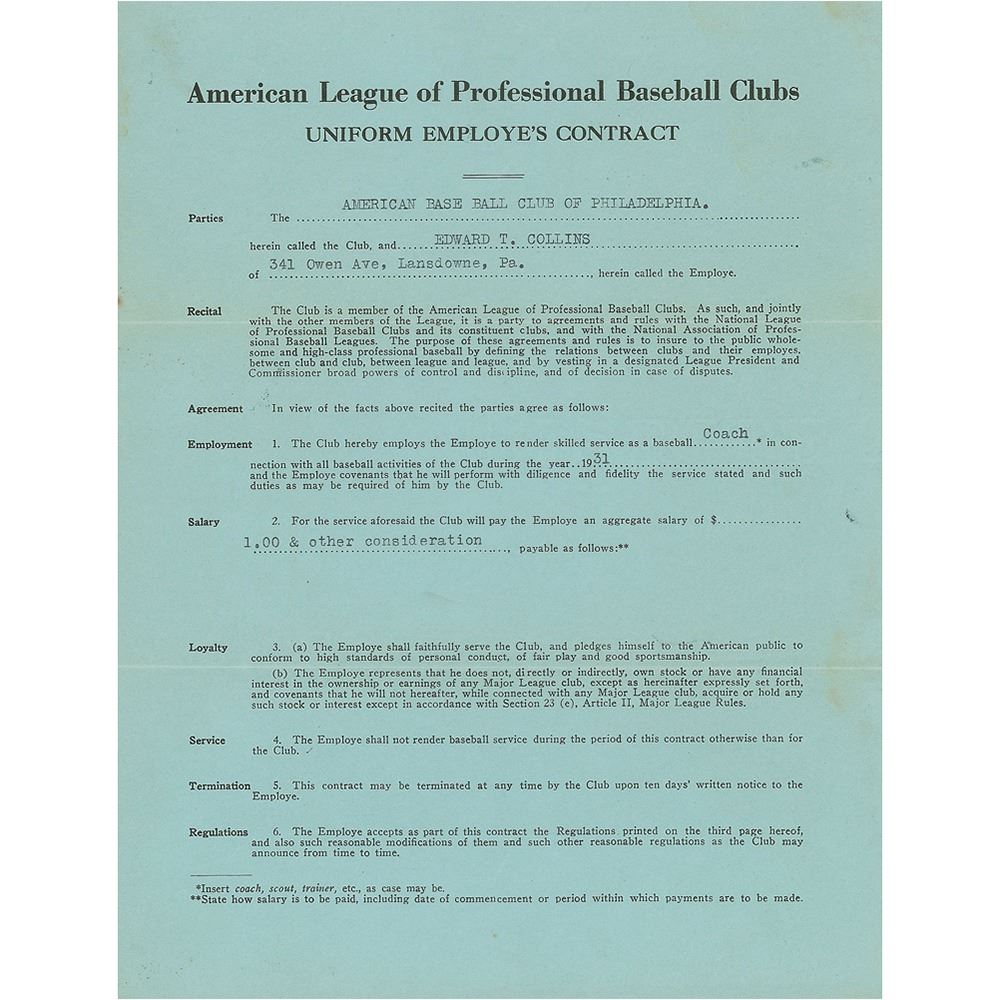 American League of Professional Baseball Clubs
UNIFORM EMPLOYE'S CONTRACT
Parties The AMERICAN BASE BALL CLUB OF PHILADELPHIA.
herein called the Club, and EDWARD T. COLLINS
of 341 Owen Ave, Lansdowne, Pa. , herein called the Employe.
Recital The Club is a member of the American League of Professional Baseball Clubs. As such, and jointly
with the other members of the League, it is a party to agreements and rules with the National League
of Professional Baseball Clubs and its constituent clubs, and with the National Association of Profes-
sional Baseball Leagues. The purpose of these agreements and rules is to insure to the public whole-
some and high-class professional baseball by defining the relations between clubs and their employes,
between club and club, between league and league, and by vesting in a designated League President and
Commissioner broad powers of control and discipline, and of decision in case of disputes.
Agreement In view of the facts above recited the parties agree as follows:
Employment 1. The Club hereby employs the Employe to render skilled service as a baseball Coach * in con-
nection with all baseball activities of the Club during the year..1931
and the Employe covenants that he will perform with diligence and fidelity the service stated and such
duties as may be required of him by the Club.
Salary 2. For the service aforesaid the Club will pay the Employe an aggregate salary of $
1.00 & other consideration , payable as follows:**
Loyalty 3. (a) The Employe shall faithfully serve the Club, and pledges himself to the American public to
conform to high standards of personal conduct, of fair play and good sportsmanship.
(b) The Employe represents that he does not, directly or indirectly, own stock or have any financial
interest in the ownership or earnings of any Major League club, except as hereinafter expressly set forth,
and covenants that he will not hereafter, while connected with any Major League club, acquire or hold any
such stock or interest except in accordance with Section 23 (e), Article II, Major League Rules.
Service 4. The Employe shall not render baseball service during the period of this contract otherwise than for
the Club.
Termination 5. This contract may be terminated at any time by the Club upon ten days' written notice to the
Employe.
Regulations 6. The Employe accepts as part of this contract the Regulations printed on the third page hereof,
and also such reasonable modifications of them and such other reasonable regulations as the Club may
announce from time to time.
*Insert coach, scout, trainer, etc., as case may be.
**State how salary is to be paid, including date of commencement or period within which payments are to be made.